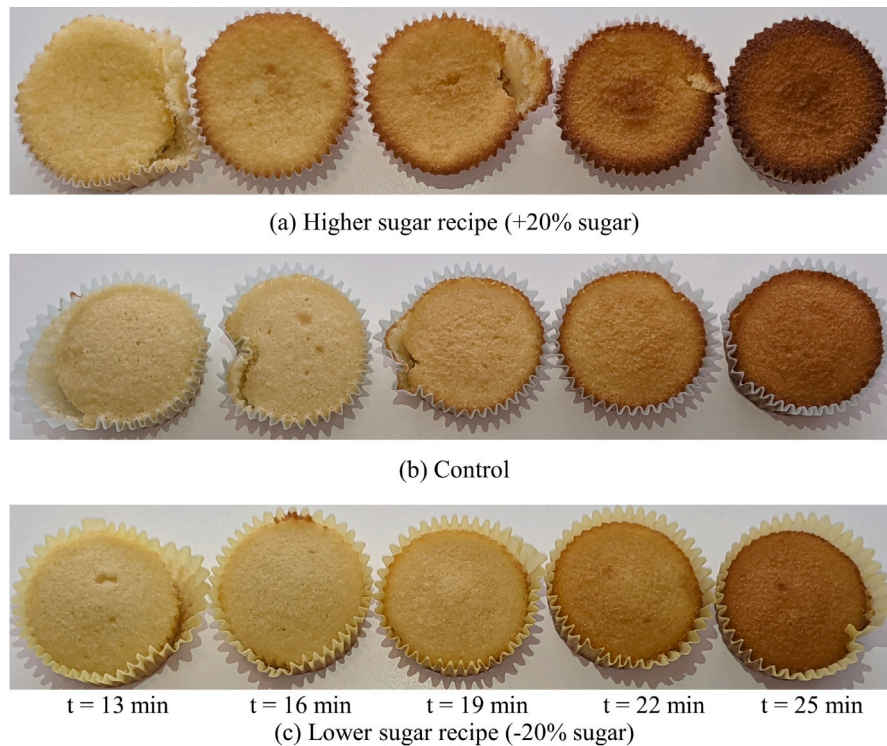 (a) Higher sugar recipe (+20% sugar)
(b) Control
t = 13 min t = 16 min t = 19 min t = 22 min t = 25 min
(c) Lower sugar recipe (-20% sugar)